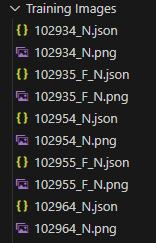 Training Images
102934_N.json
102934_N.png
102935_F_N.json
102935_F_N.png
102954_N.json
102954_N.png
102955_F_N.json
102955_F_N.png
102964_N.json
102964_N.png